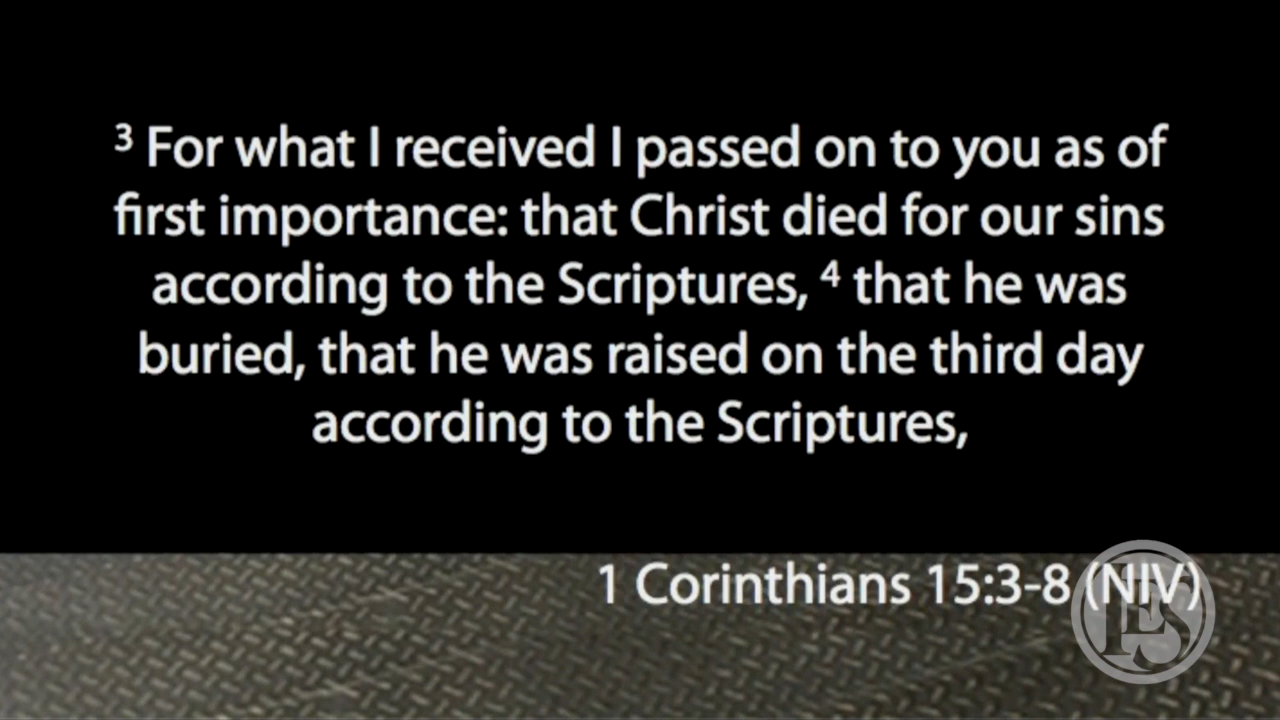 ³ For what I received I passed on to you as of
first importance: that Christ died for our sins
according to the Scriptures, ⁴ that he was
buried, that he was raised on the third day
according to the Scriptures,
1 Corinthians 15:3-8 (NIV)